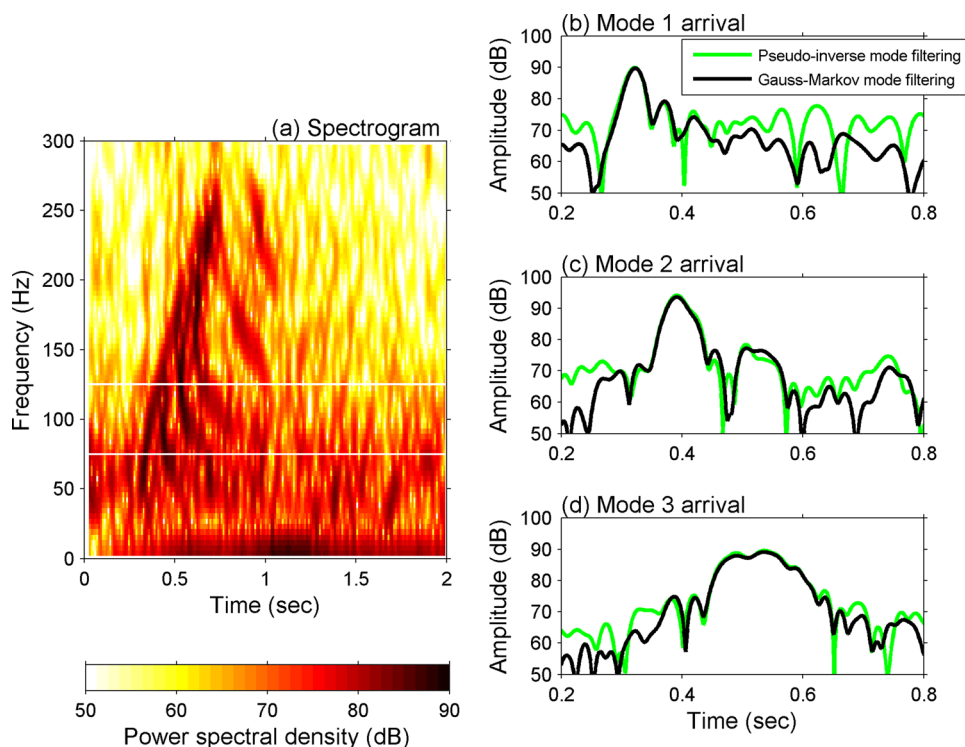 (a) Spectrogram
300
250
200
150
100
50
0
Frequency (Hz)
0 0.5 1 1.5 2
Time (sec)
50 60 70 80 90
Power spectral density (dB)
(b) Mode 1 arrival
Pseudo-inverse mode filtering
Gauss-Markov mode filtering
100
90
80
70
60
50
Amplitude (dB)
0.2 0.4 0.6 0.8
(c) Mode 2 arrival
100
90
80
70
60
50
Amplitude (dB)
0.2 0.4 0.6 0.8
(d) Mode 3 arrival
100
90
80
70
60
50
Amplitude (dB)
0.2 0.4 0.6 0.8
Time (sec)